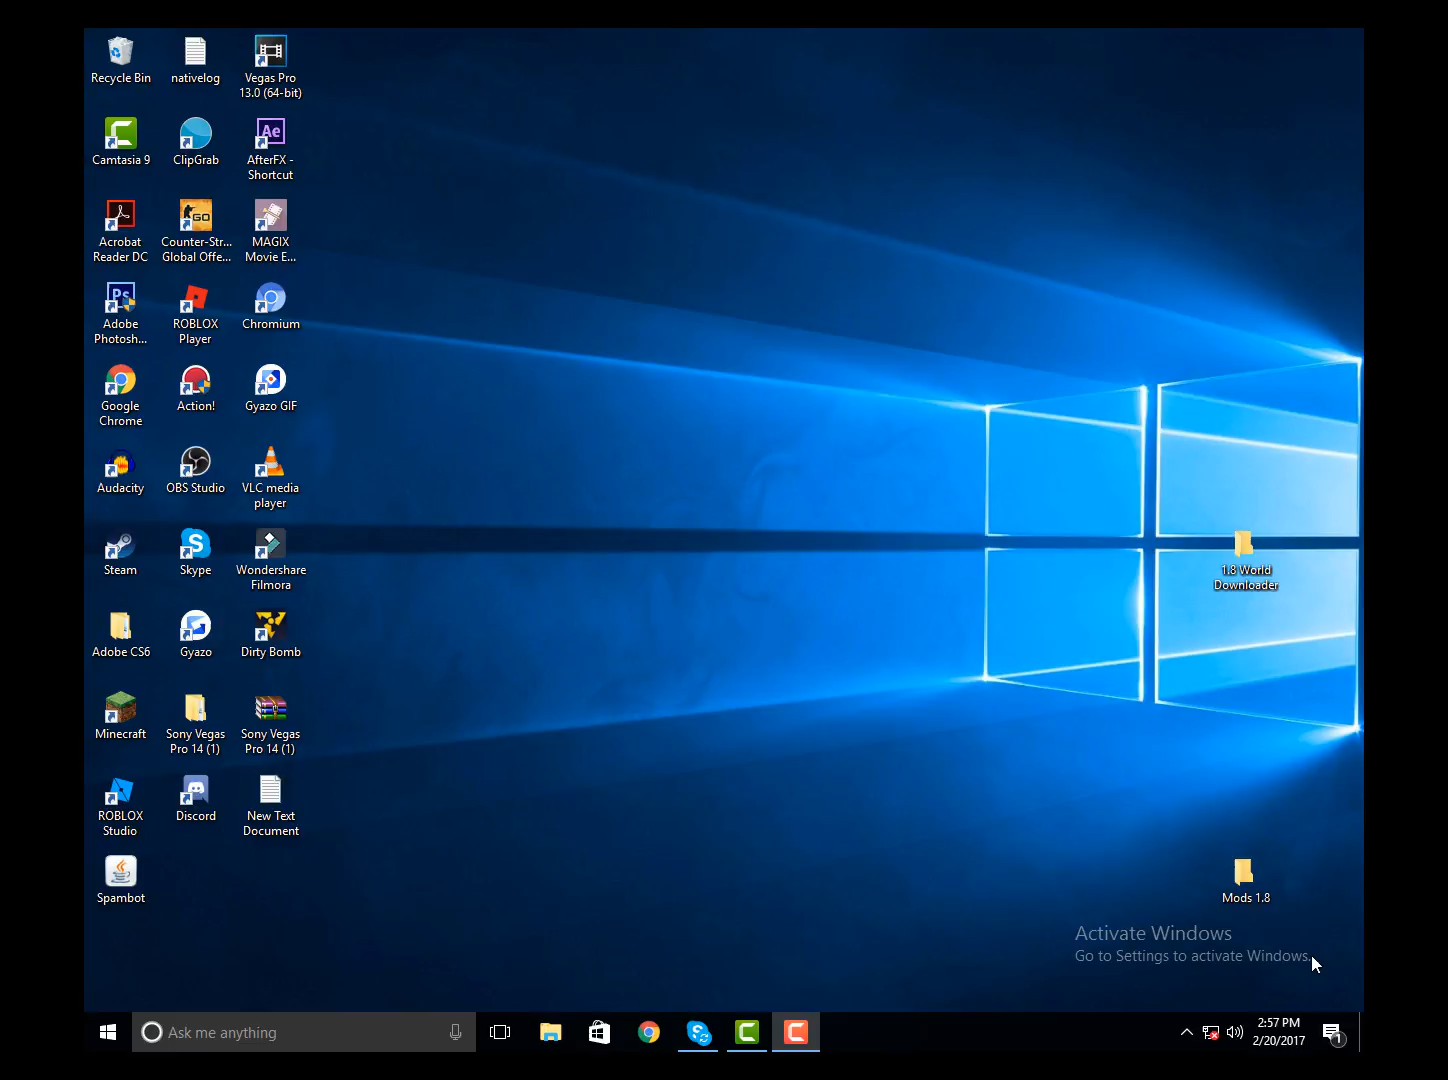 Recycle Bin
nativelog
Vegas Pro
13.0 (64-bit)
Camtasia 9
ClipGrab
Ae
AfterFX -
Shortcut
Acrobat
Reader DC
GO
Counter-Str...
Global Offe...
MAGIX
Movie E...
Ps
Adobe
Photosh...
ROBLOX
Player
Chromium
Google
Chrome
Action!
Gyazo GIF
Audacity
OBS Studio
VLC media
player
Steam
S
Skype
Wondershare
Filmora
Adobe CS6
Gyazo
Dirty Bomb
Minecraft
Sony Vegas
Pro 14 (1)
Sony Vegas
Pro 14 (1)
ROBLOX
Studio
Discord
New Text
Document
Spambot
1.8 World
Downloader
Mods 1.8
Activate Windows
Go to Settings to activate Windows.
Ask me anything
2:57 PM
2/20/2017
1